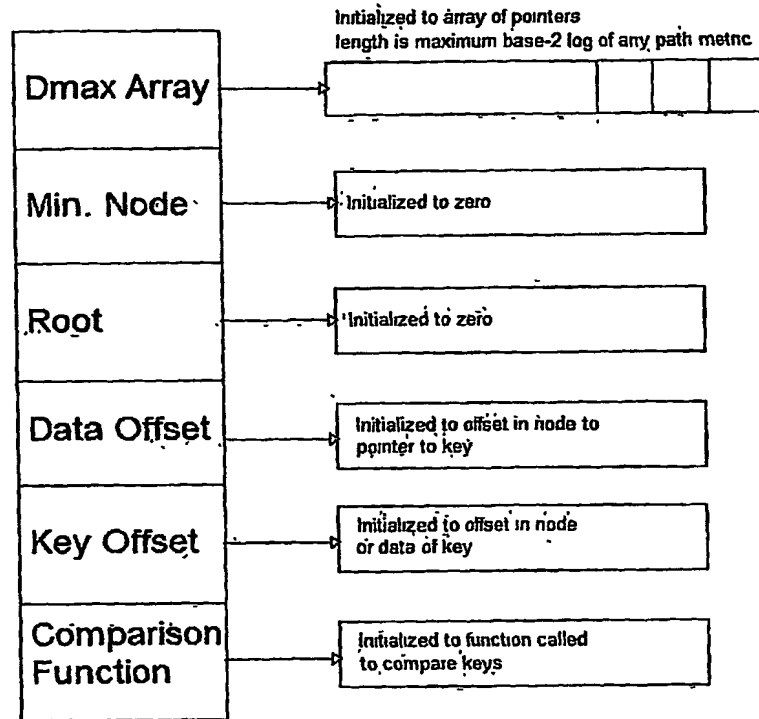 Initialized to array of pointers
length is maximum base-2 log of any path metric
Dmax Array
Min. Node
Initialized to zero
Root
Initialized to zero
Data Offset
Initialized to offset in node to
pointer to key
Key Offset
Initialized to offset in node
or data of key
Comparison
Function
Initialized to function called
to compare keys